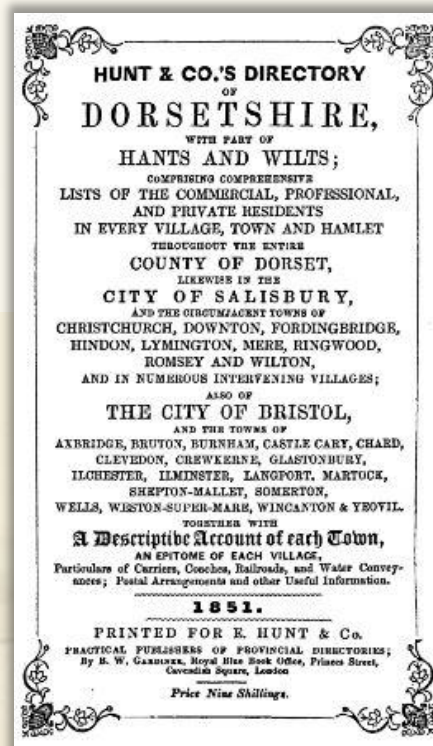 HUNT & CO.'S DIRECTORY
OF
DORSETSHIRE,
WITH PART OF
HANTS AND WILTS;
COMPRISING COMPREHENSIVE
LISTS OF THE COMMERCIAL, PROFESSIONAL,
AND PRIVATE RESIDENTS
IN EVERY VILLAGE, TOWN AND HAMLET
THROUGHOUT THE ENTIRE
COUNTY OF DORSET,
LIKEWISE IN THE
CITY OF SALISBURY,
AND THE CIRCUMJACENT TOWNS OF
CHRISTCHURCH, DOWNTON, FORDINGBRIDGE,
HINDON, LYMINGTON, MERE, RINGWOOD,
ROMSEY AND WILTON,
AND IN NUMEROUS INTERVENING VILLAGES;
ALSO OF
THE CITY OF BRISTOL,
AND THE TOWNS OF
AXBRIDGE, BRUTON, BURNHAM, CASTLE CARY, CHARD,
CLEVEDON, CREWKERNE, GLASTONBURY,
ILCHESTER, ILMINSTER, LANGPORT, MARTOCK,
SHEPTON-MALLET, SOMERTON,
WELLS, WESTON-SUPER-MARE, WINCANTON & YEOVIL.
TOGETHER WITH
A Descriptive Account of each Town,
AN EPITOME OF EACH VILLAGE,
Particulars of Carriers, Coaches, Railroads, and Water Convey-
ances; Postal Arrangements and other Useful Information.
1851.
PRINTED FOR E. HUNT & Co.
PRACTICAL PUBLISHERS OF PROVINCIAL DIRECTORIES;
By B. W. GARDINER, Royal Blue Book Office, Princes Street,
Cavendish Square, London
Price Nine Shillings.